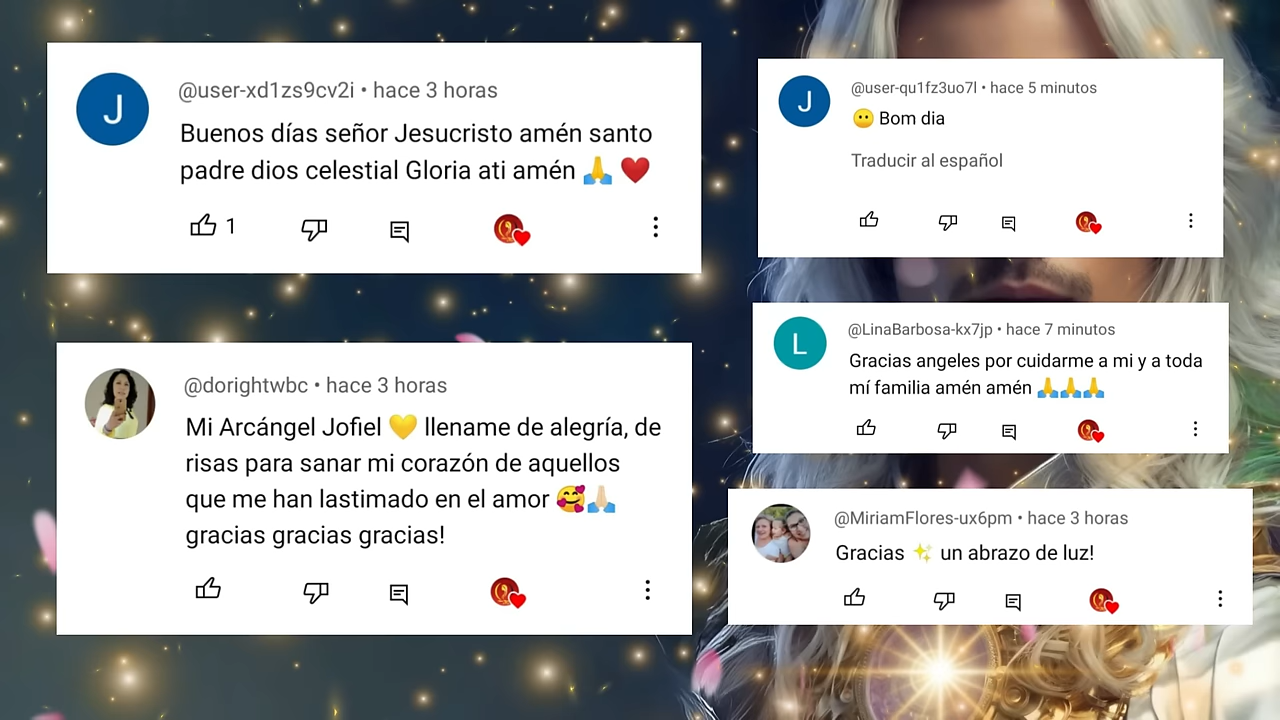 J
@user-xd1zs9cv2i • hace 3 horas
Buenos días señor Jesucristo amén santo
padre dios celestial Gloria ati amén 🙏 ❤️
1
@dorightwbc • hace 3 horas
Mi Arcángel Jofiel 💛 llename de alegría, de
risas para sanar mi corazón de aquellos
que me han lastimado en el amor 🥰🙏🏼
gracias gracias gracias!
J
@user-qu1fz3uo7l • hace 5 minutos
😶 Bom dia
Traducir al español
L
@LinaBarbosa-kx7jp • hace 7 minutos
Gracias angeles por cuidarme a mi y a toda
mí familia amén amén 🙏🙏🙏
@MiriamFlores-ux6pm • hace 3 horas
Gracias ✨ un abrazo de luz!